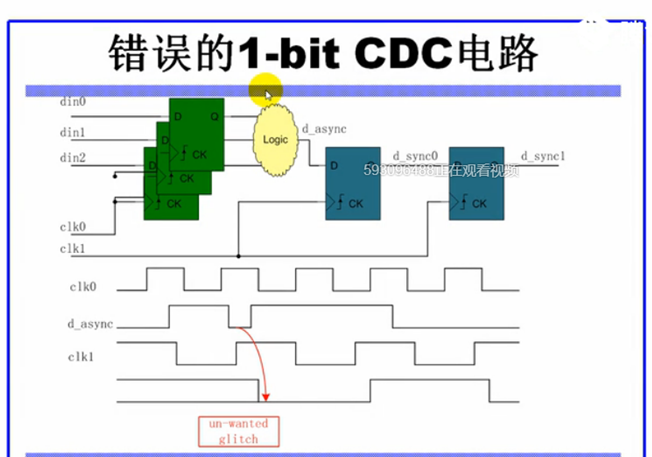 错误的1-bit CDC电路
din0
D
Q
din1
D
Logic
d_async
CK
din2
D
D
Q
d_sync0
D
Q
d_sync1
593090488正在观看视频
CK
CK
CK
CK
clk0
clk1
clk0
d_async
clk1
un-wanted
glitch